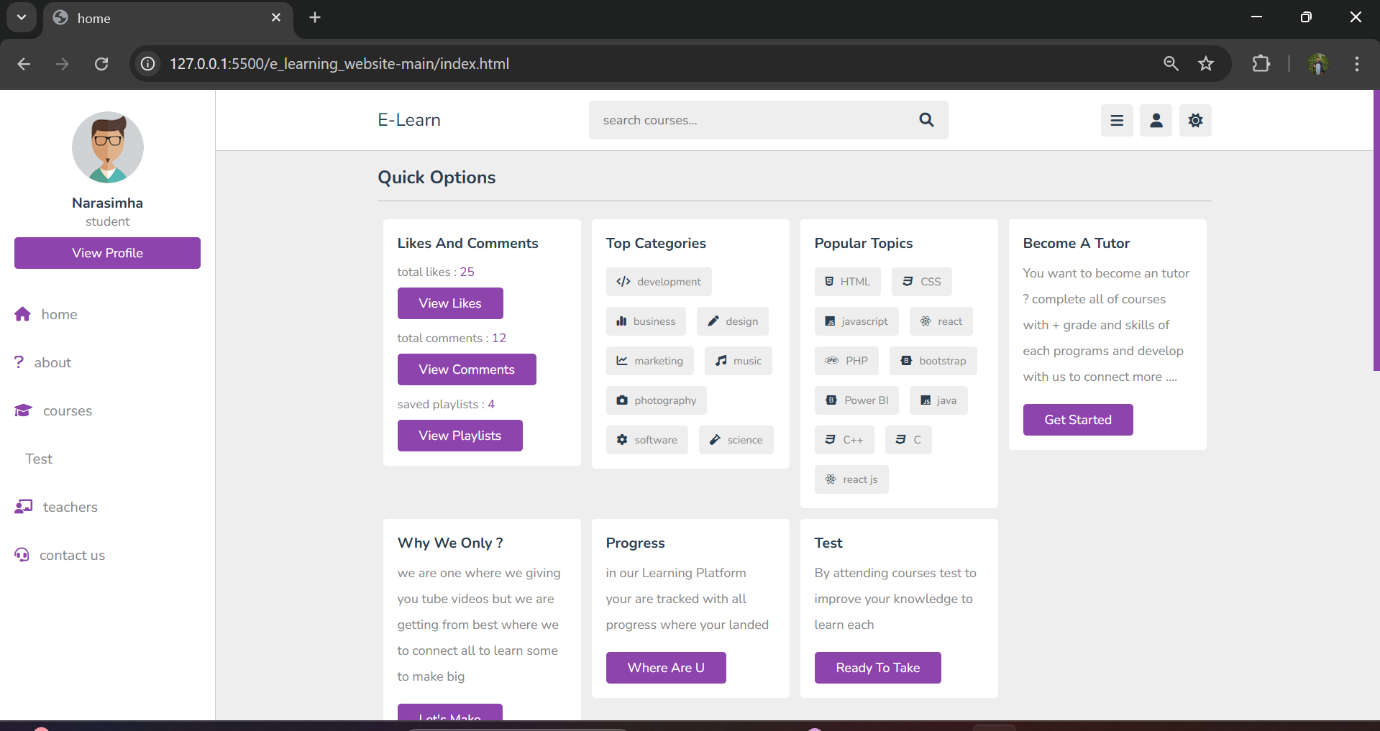 home
127.0.0.1:5500/e_learning_website-main/index.html
Narasimha
student
View Profile
home
? about
courses
Test
teachers
contact us
E-Learn
search courses...
Quick Options
Likes And Comments
total likes : 25
View Likes
total comments : 12
View Comments
saved playlists : 4
View Playlists
Top Categories
development
business design
marketing music
photography
software science
Popular Topics
HTML CSS
javascript react
PHP bootstrap
Power BI java
C++ C
react js
Become A Tutor
You want to become an tutor
? complete all of courses
with + grade and skills of
each programs and develop
with us to connect more ....
Get Started
Why We Only ?
we are one where we giving
you tube videos but we are
getting from best where we
to connect all to learn some
to make big
Let's Make
Progress
in our Learning Platform
your are tracked with all
progress where your landed
Where Are U
Test
By attending courses test to
improve your knowledge to
learn each
Ready To Take